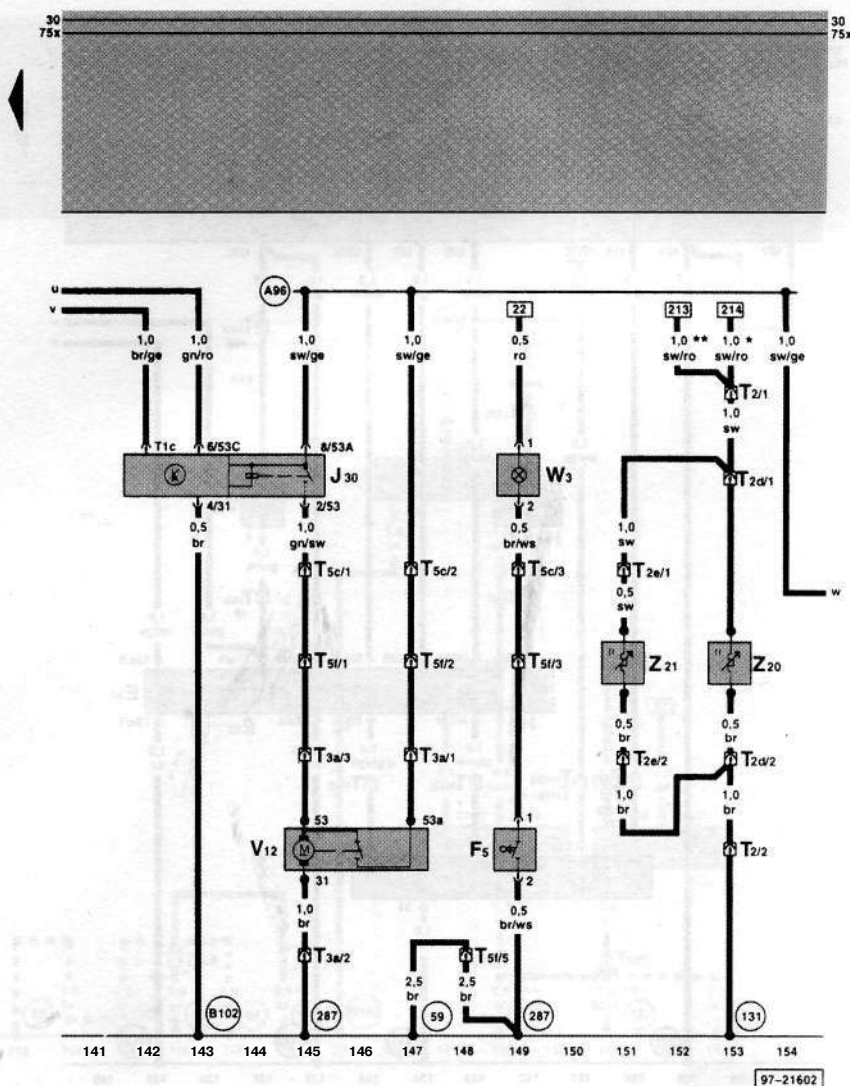 30 30
75x 75x
A96
u
v
22 213 214
1,0 1,0 1,0 1,0 0,5 1,0 ** 1,0 * 1,0
br/ge gn/ro sw/ge sw/ge ro sw/ro sw/ro sw/ge
T2/1
1,0
sw
T1c 6/53C 8/53A 1
k J30 W3 T2d/1
4/31 2/53 2
0,5 1,0 0,5 1,0
br gn/sw br/ws sw
T5c/1 T5c/2 T5c/3 T2e/1
0,5
sw
w
T5f/1 T5f/2 T5f/3 Z21 Z20
0,5 0,5
br br
T3a/3 T3a/1 T2e/2 T2d/2
1,0 1,0
br br
53 53a 1
V12 M F5 T2/2
31 2
1,0 0,5
br br/ws
T3a/2 T5f/5
2,5 2,5
br br
B102 287 59 287 131
141 142 143 144 145 146 147 148 149 150 151 152 153 154
97-21602